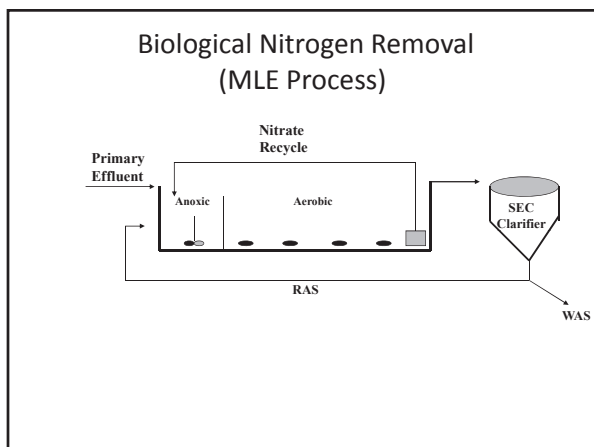 Biological Nitrogen Removal
(MLE Process)
Nitrate
Recycle
Primary
Effluent
Anoxic
Aerobic
SEC
Clarifier
RAS
WAS